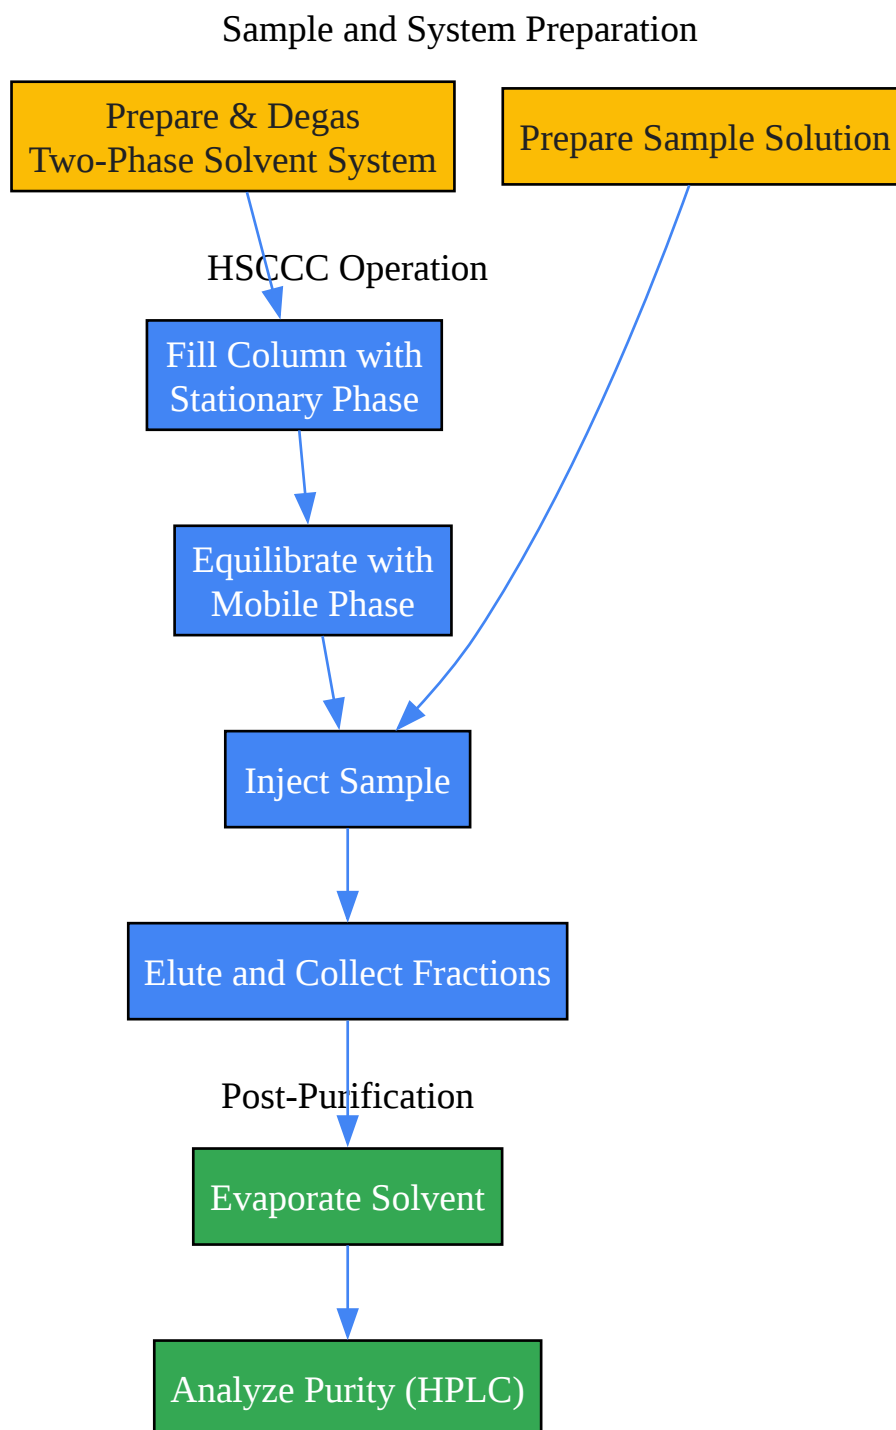 Sample and System Preparation
Prepare & Degas
Two-Phase Solvent System
Prepare Sample Solution
HSCCC Operation
Fill Column with
Stationary Phase
Equilibrate with
Mobile Phase
Inject Sample
Elute and Collect Fractions
Post-Purification
Evaporate Solvent
Analyze Purity (HPLC)